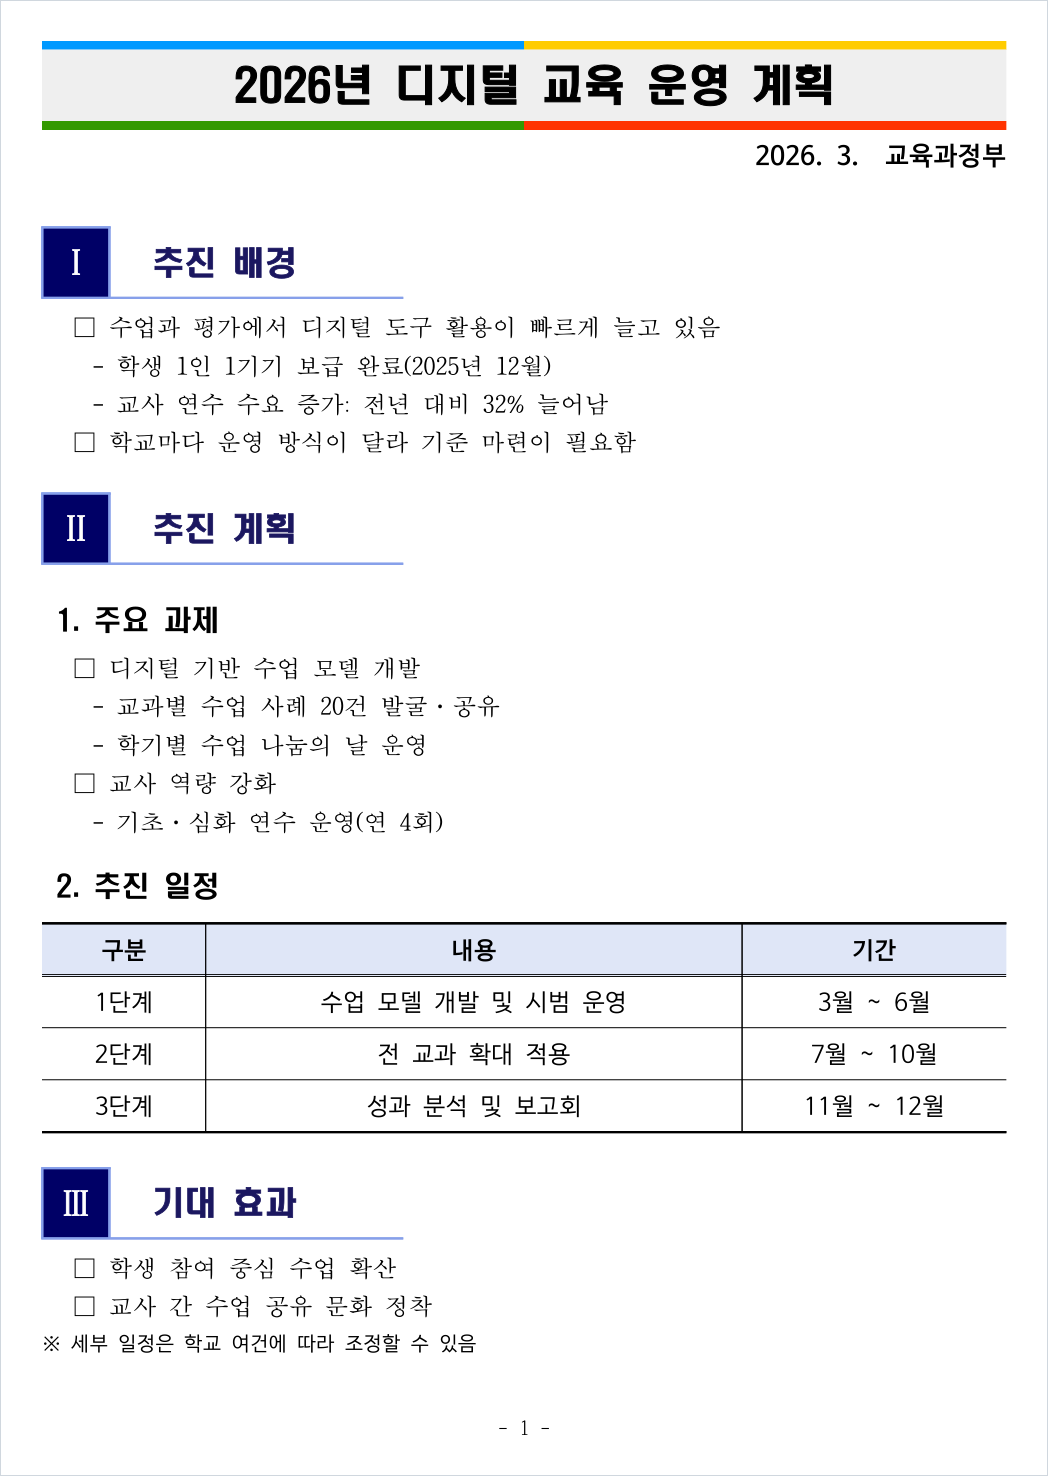 2026년 디지털 교육 운영 계획
2026. 3. 교육과정부
Ⅰ 추진 배경
□ 수업과 평가에서 디지털 도구 활용이 빠르게 늘고 있음
- 학생 1인 1기기 보급 완료(2025년 12월)
- 교사 연수 수요 증가: 전년 대비 32% 늘어남
□ 학교마다 운영 방식이 달라 기준 마련이 필요함
Ⅱ 추진 계획
1. 주요 과제
□ 디지털 기반 수업 모델 개발
- 교과별 수업 사례 20건 발굴·공유
- 학기별 수업 나눔의 날 운영
□ 교사 역량 강화
- 기초·심화 연수 운영(연 4회)
2. 추진 일정
구분 내용 기간
1단계 수업 모델 개발 및 시범 운영 3월 ~ 6월
2단계 전 교과 확대 적용 7월 ~ 10월
3단계 성과 분석 및 보고회 11월 ~ 12월
Ⅲ 기대 효과
□ 학생 참여 중심 수업 확산
□ 교사 간 수업 공유 문화 정착
※ 세부 일정은 학교 여건에 따라 조정할 수 있음
- 1 -